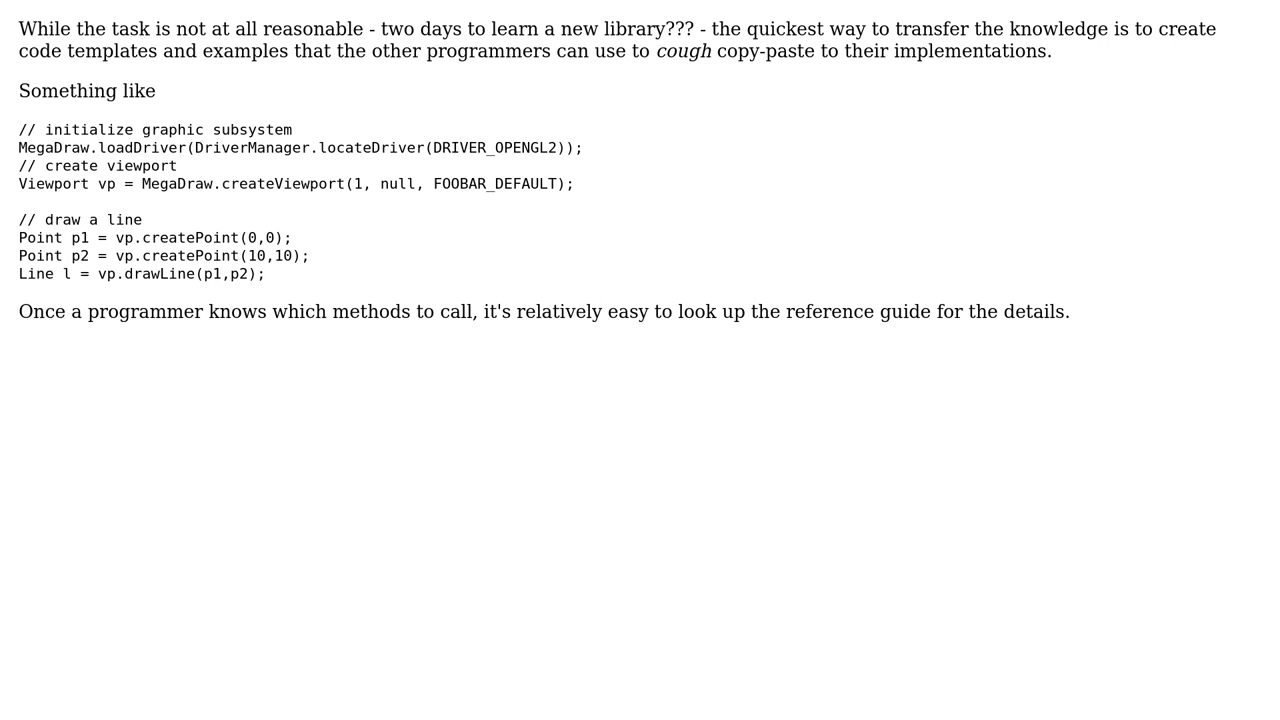 While the task is not at all reasonable - two days to learn a new library??? - the quickest way to transfer the knowledge is to create
code templates and examples that the other programmers can use to cough copy-paste to their implementations.
Something like
// initialize graphic subsystem
MegaDraw.loadDriver(DriverManager.locateDriver(DRIVER_OPENGL2));
// create viewport
Viewport vp = MegaDraw.createViewport(1, null, FOOBAR_DEFAULT);
// draw a line
Point p1 = vp.createPoint(0,0);
Point p2 = vp.createPoint(10,10);
Line l = vp.drawLine(p1,p2);
Once a programmer knows which methods to call, it's relatively easy to look up the reference guide for the details.